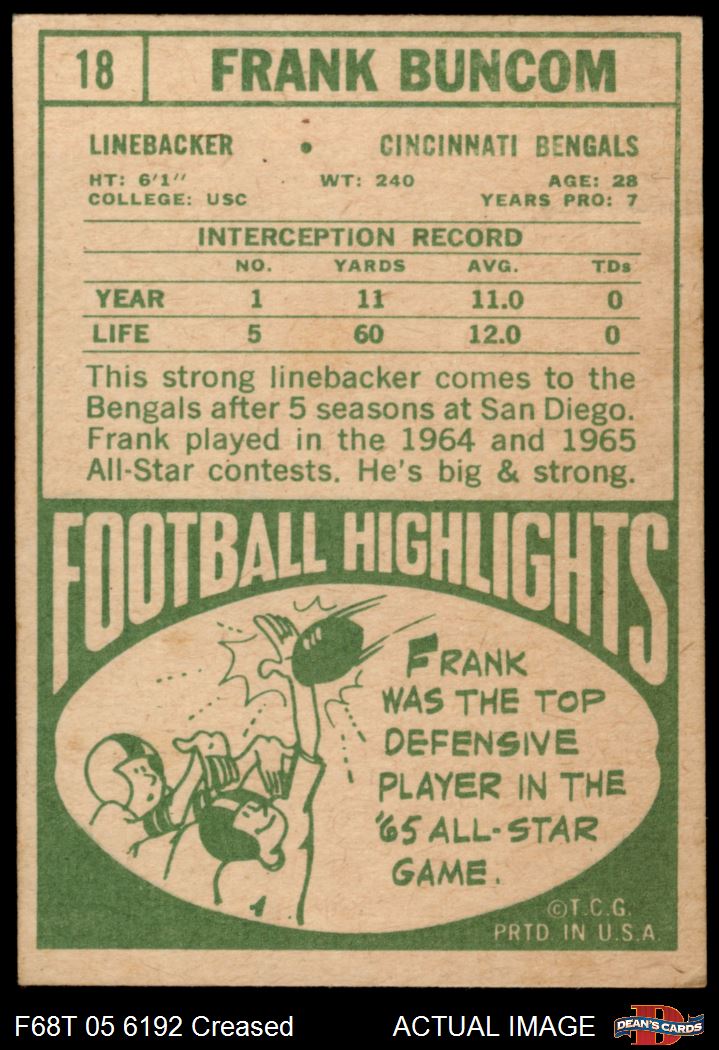 18 FRANK BUNCOM
LINEBACKER • CINCINNATI BENGALS
HT: 6'1" WT: 240 AGE: 28
COLLEGE: USC YEARS PRO: 7
INTERCEPTION RECORD
NO. YARDS AVG. TDs
YEAR 1 11 11.0 0
LIFE 5 60 12.0 0
This strong linebacker comes to the
Bengals after 5 seasons at San Diego.
Frank played in the 1964 and 1965
All-Star contests. He's big & strong.
FOOTBALL HIGHLIGHTS
FRANK
WAS THE TOP
DEFENSIVE
PLAYER IN THE
'65 ALL-STAR
GAME.
©T.C.G.
PRTD. IN U.S.A.
F68T 05 6192 Creased ACTUAL IMAGE DEAN'S CARDS